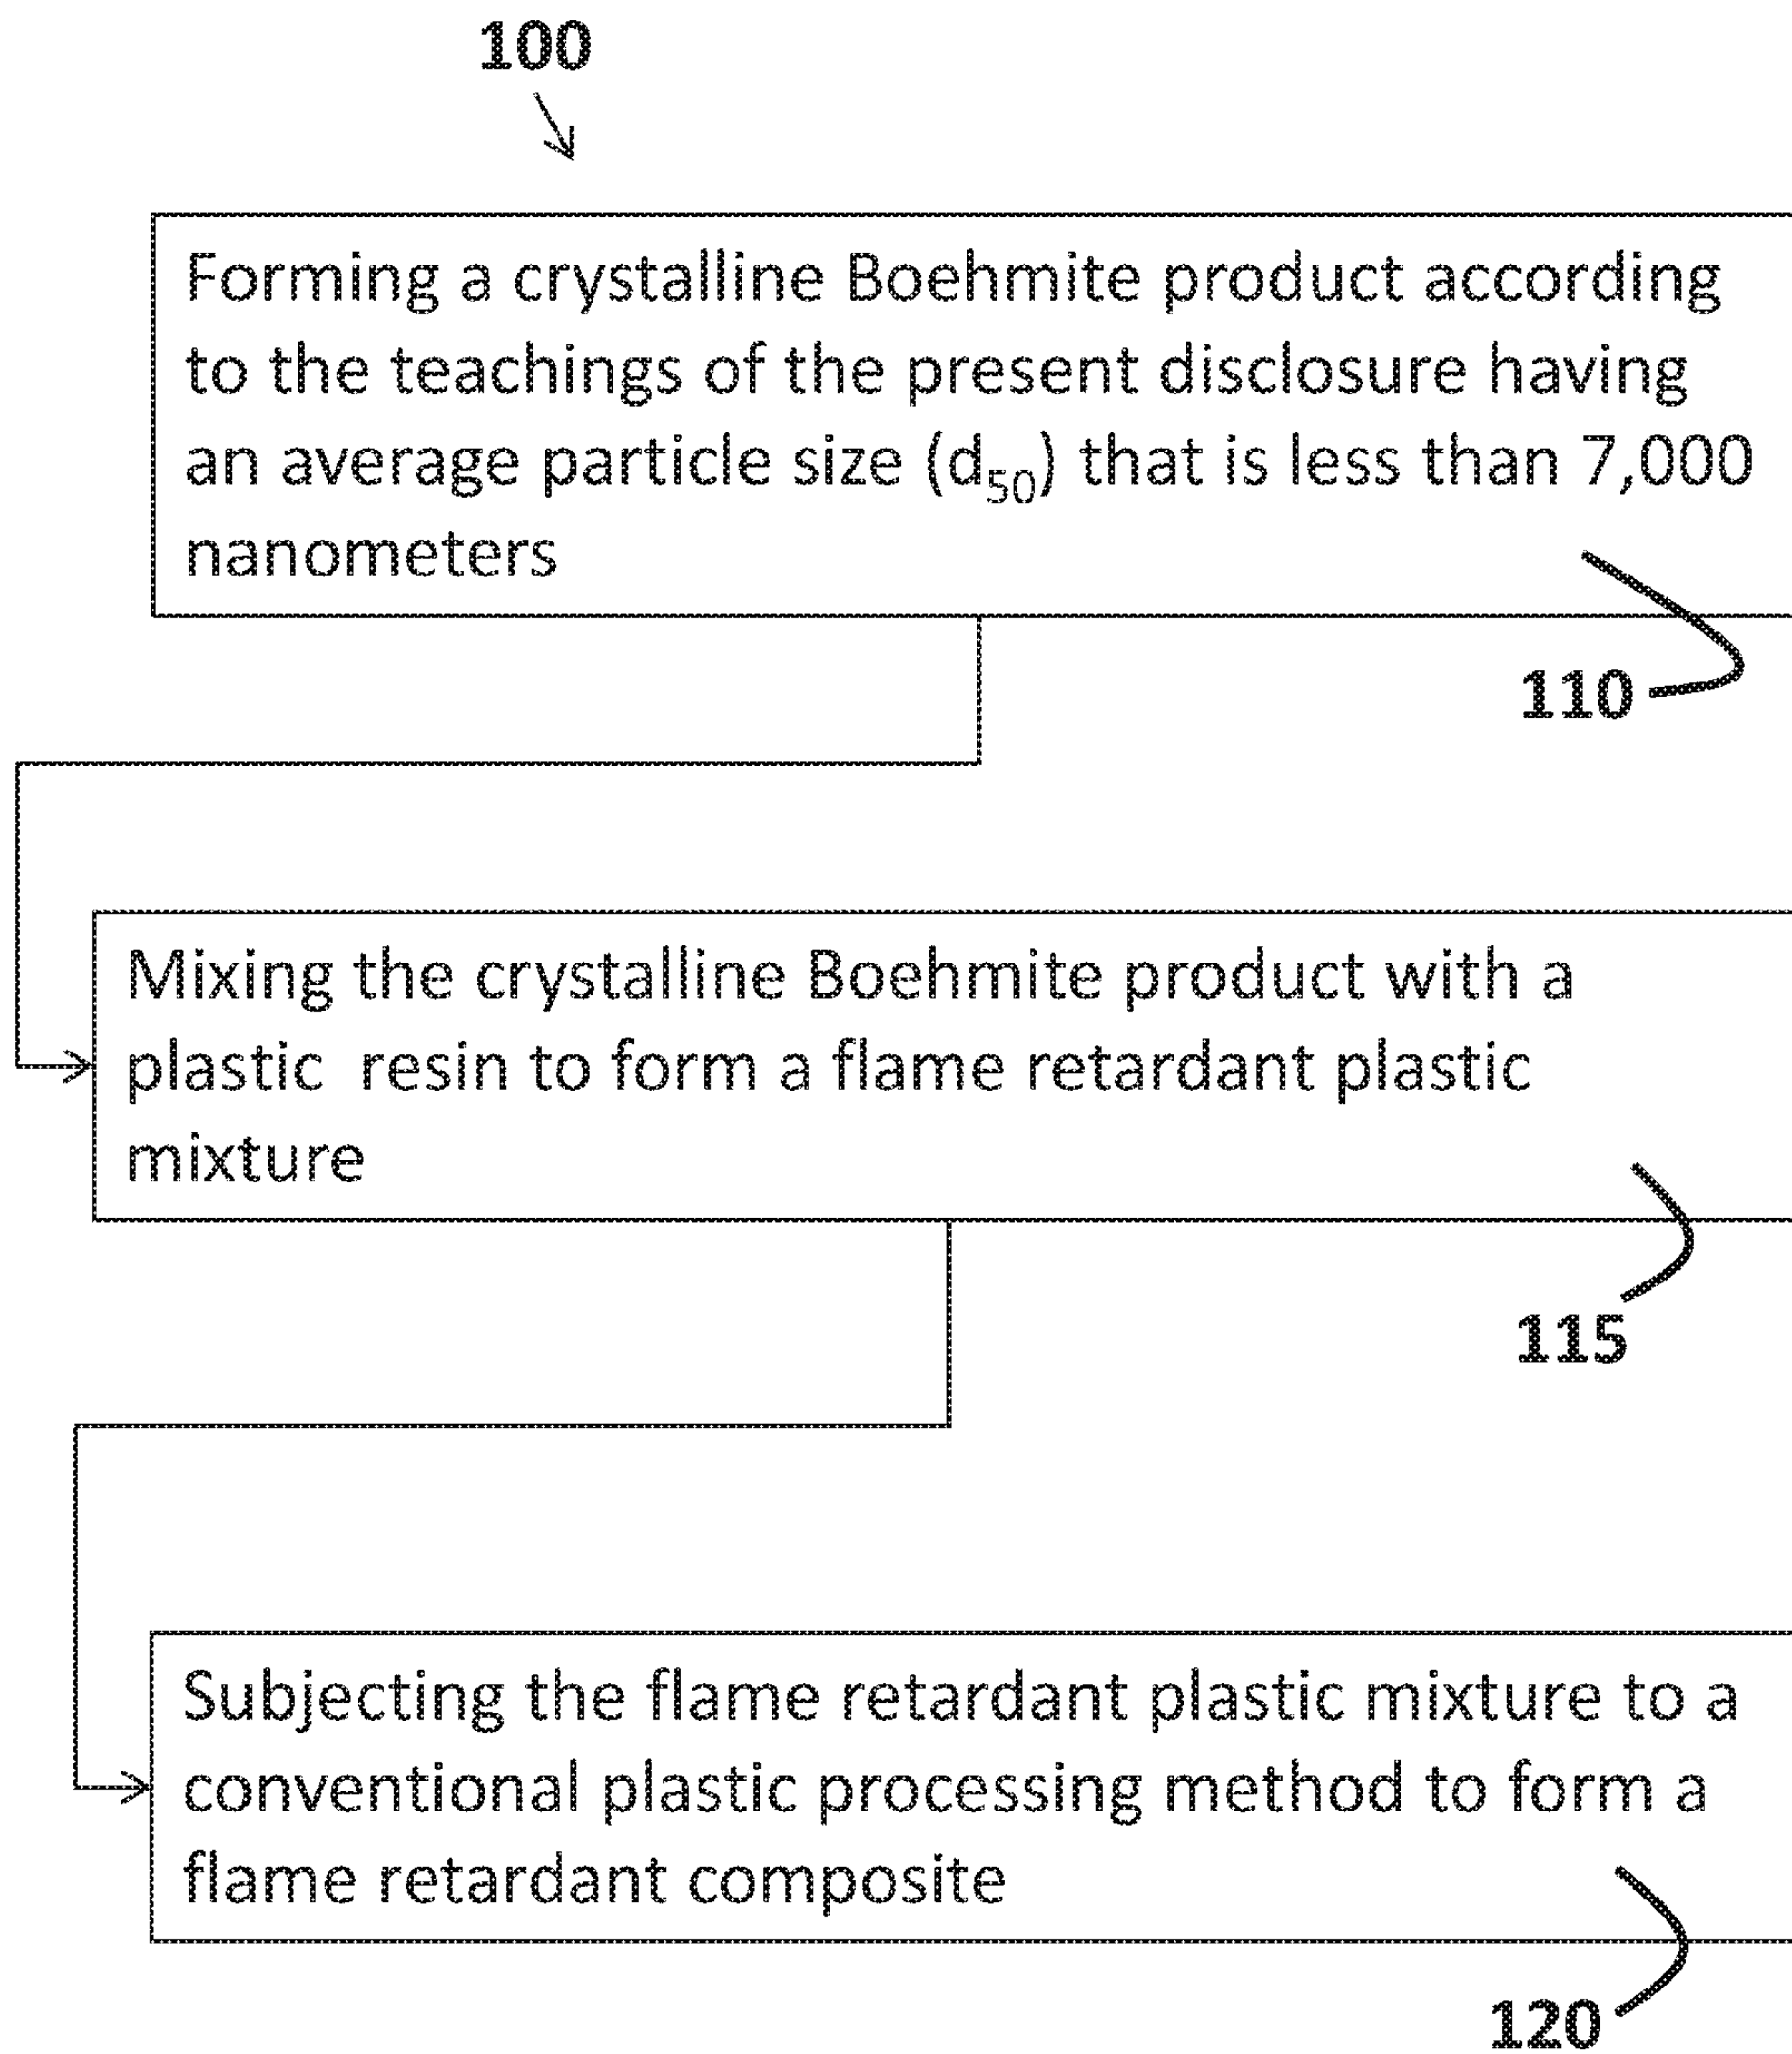 100
Forming a crystalline Boehmite product according
to the teachings of the present disclosure having
an average particle size (d50) that is less than 7,000
nanometers
110
Mixing the crystalline Boehmite product with a
plastic resin to form a flame retardant plastic
mixture
115
Subjecting the flame retardant plastic mixture to a
conventional plastic processing method to form a
flame retardant composite
120